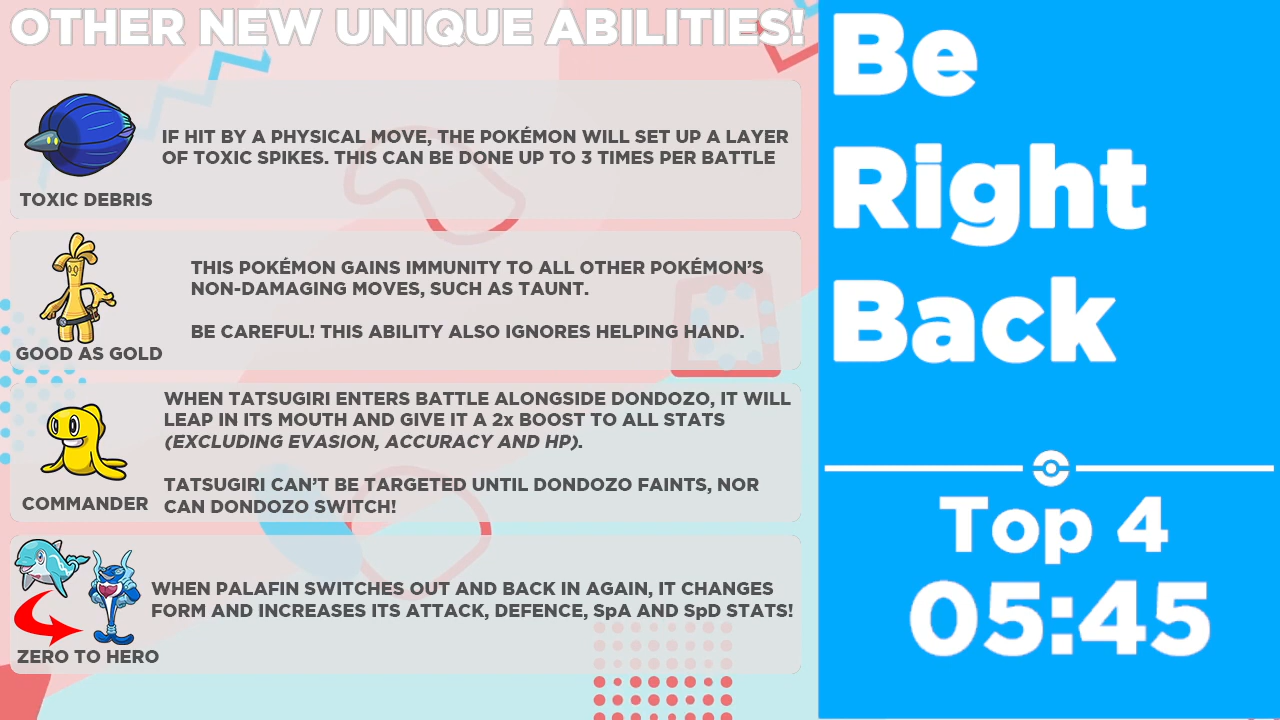 OTHER NEW UNIQUE ABILITIES!
IF HIT BY A PHYSICAL MOVE, THE POKÉMON WILL SET UP A LAYER
OF TOXIC SPIKES. THIS CAN BE DONE UP TO 3 TIMES PER BATTLE
TOXIC DEBRIS
THIS POKÉMON GAINS IMMUNITY TO ALL OTHER POKÉMON'S
NON-DAMAGING MOVES, SUCH AS TAUNT.
BE CAREFUL! THIS ABILITY ALSO IGNORES HELPING HAND.
GOOD AS GOLD
WHEN TATSUGIRI ENTERS BATTLE ALONGSIDE DONDOZO, IT WILL
LEAP IN ITS MOUTH AND GIVE IT A 2x BOOST TO ALL STATS
(EXCLUDING EVASION, ACCURACY AND HP).
TATSUGIRI CAN'T BE TARGETED UNTIL DONDOZO FAINTS, NOR
CAN DONDOZO SWITCH!
COMMANDER
WHEN PALAFIN SWITCHES OUT AND BACK IN AGAIN, IT CHANGES
FORM AND INCREASES ITS ATTACK, DEFENCE, SpA AND SpD STATS!
ZERO TO HERO
Be
Right
Back
Top 4
05:45